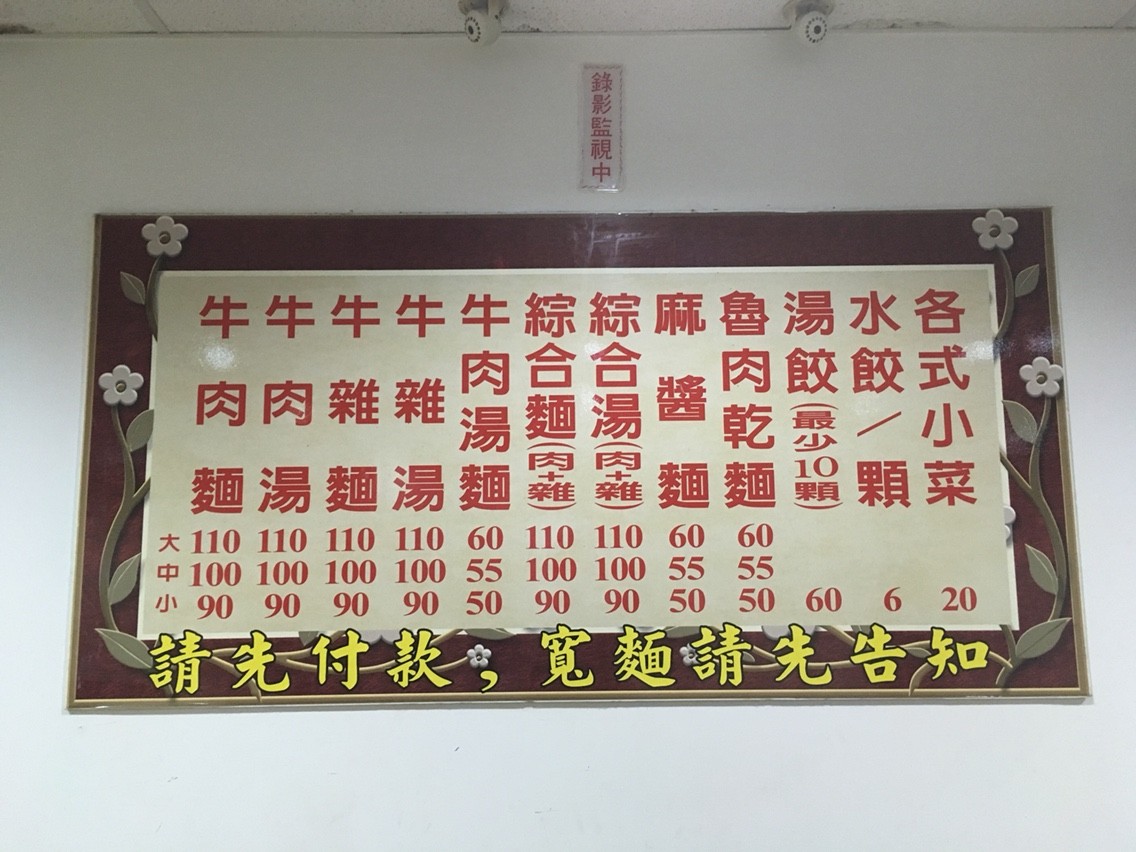 錄影監視中
牛肉麵
牛肉湯
牛雜麵
牛雜湯
牛肉湯麵
綜合麵(肉+雜)
綜合湯(肉+雜)
麻醬麵
魯肉乾麵
湯餃(最少10顆)
水餃/顆
各式小菜
大 110 110 110 110 60 110 110 60 60
中 100 100 100 100 55 100 100 55 55
小 90 90 90 90 50 90 90 50 50 60 6 20
請先付款,寬麵請先告知